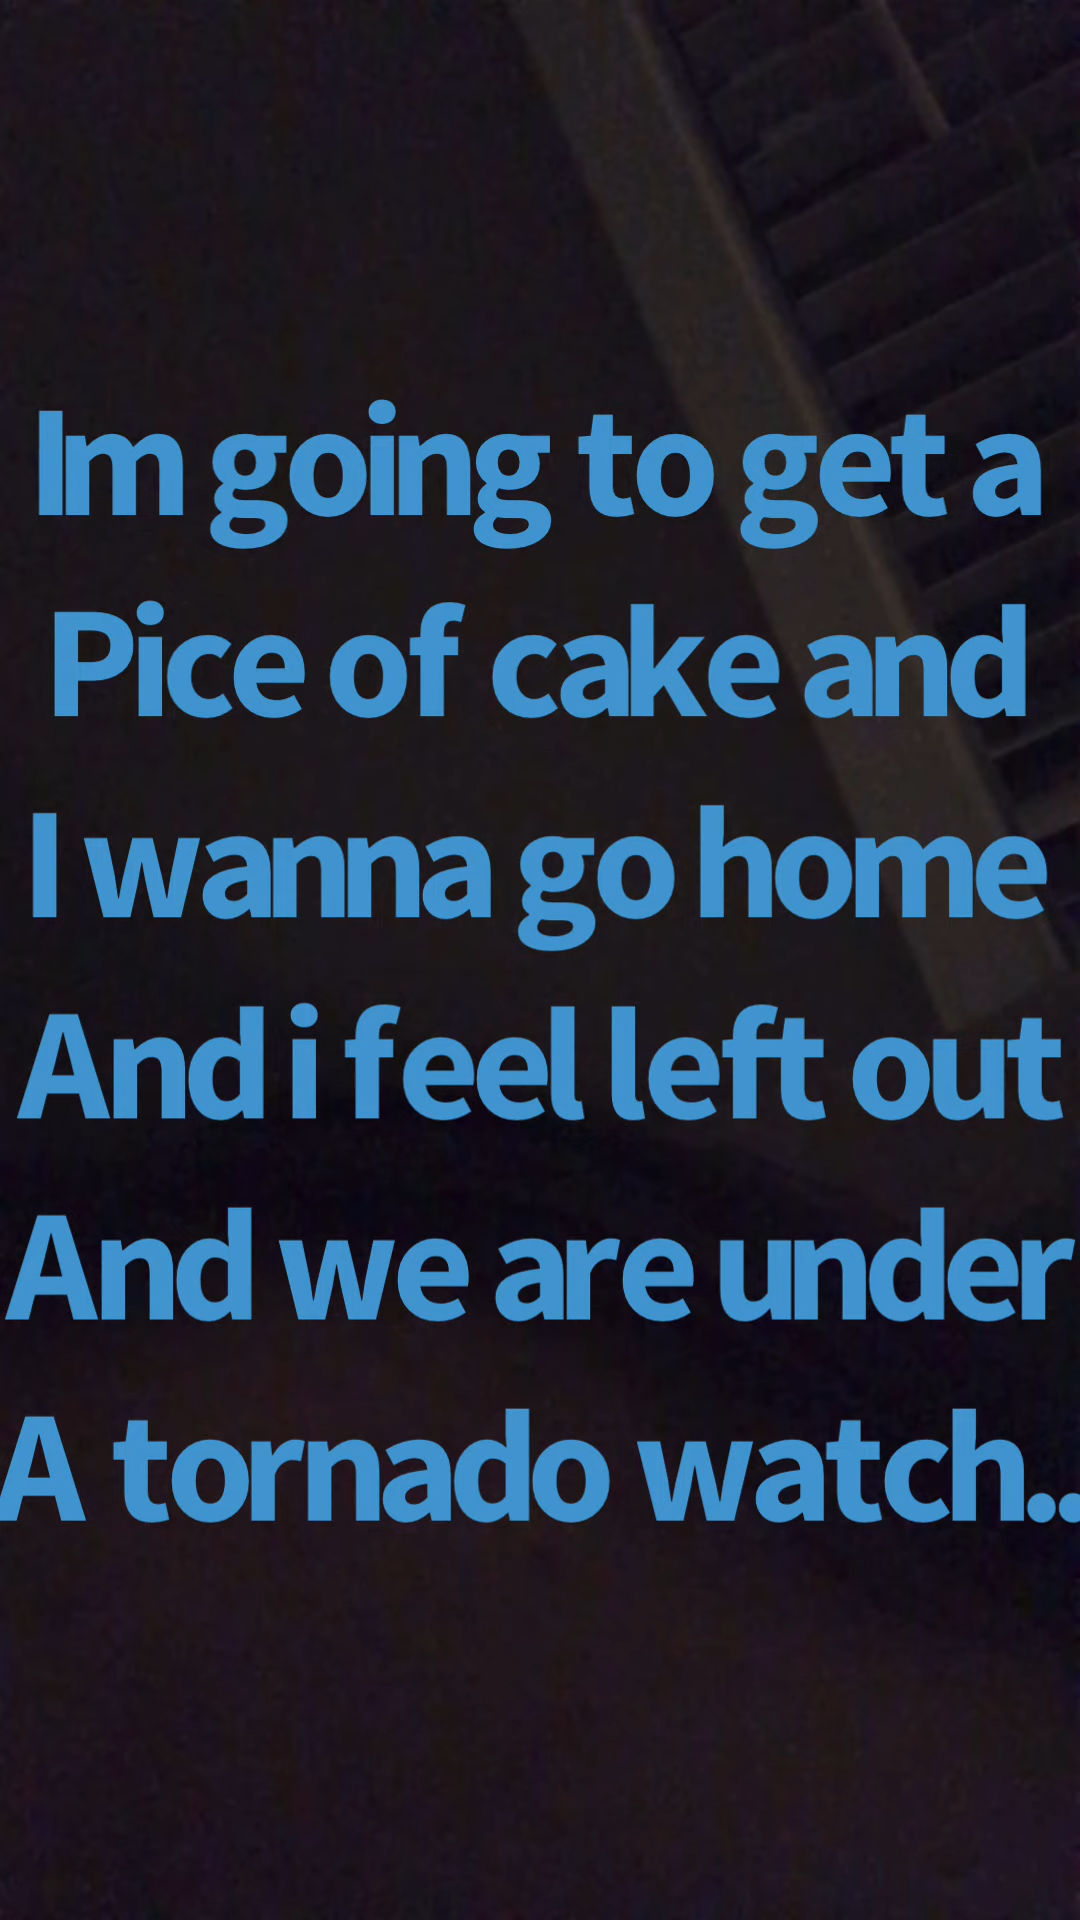 Im going to get a
Pice of cake and
I wanna go home
And i feel left out
And we are under
A tornado watch..